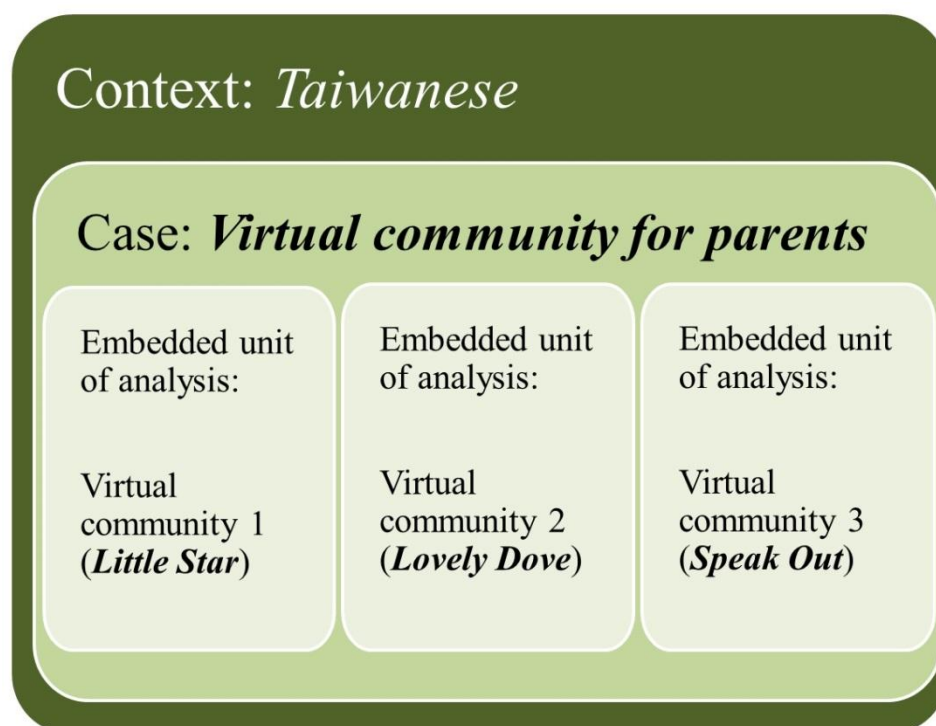 Context: Taiwanese
Case: Virtual community for parents
Embedded unit
of analysis:
Virtual
community 1
(Little Star)
Embedded unit
of analysis:
Virtual
community 2
(Lovely Dove)
Embedded unit
of analysis:
Virtual
community 3
(Speak Out)